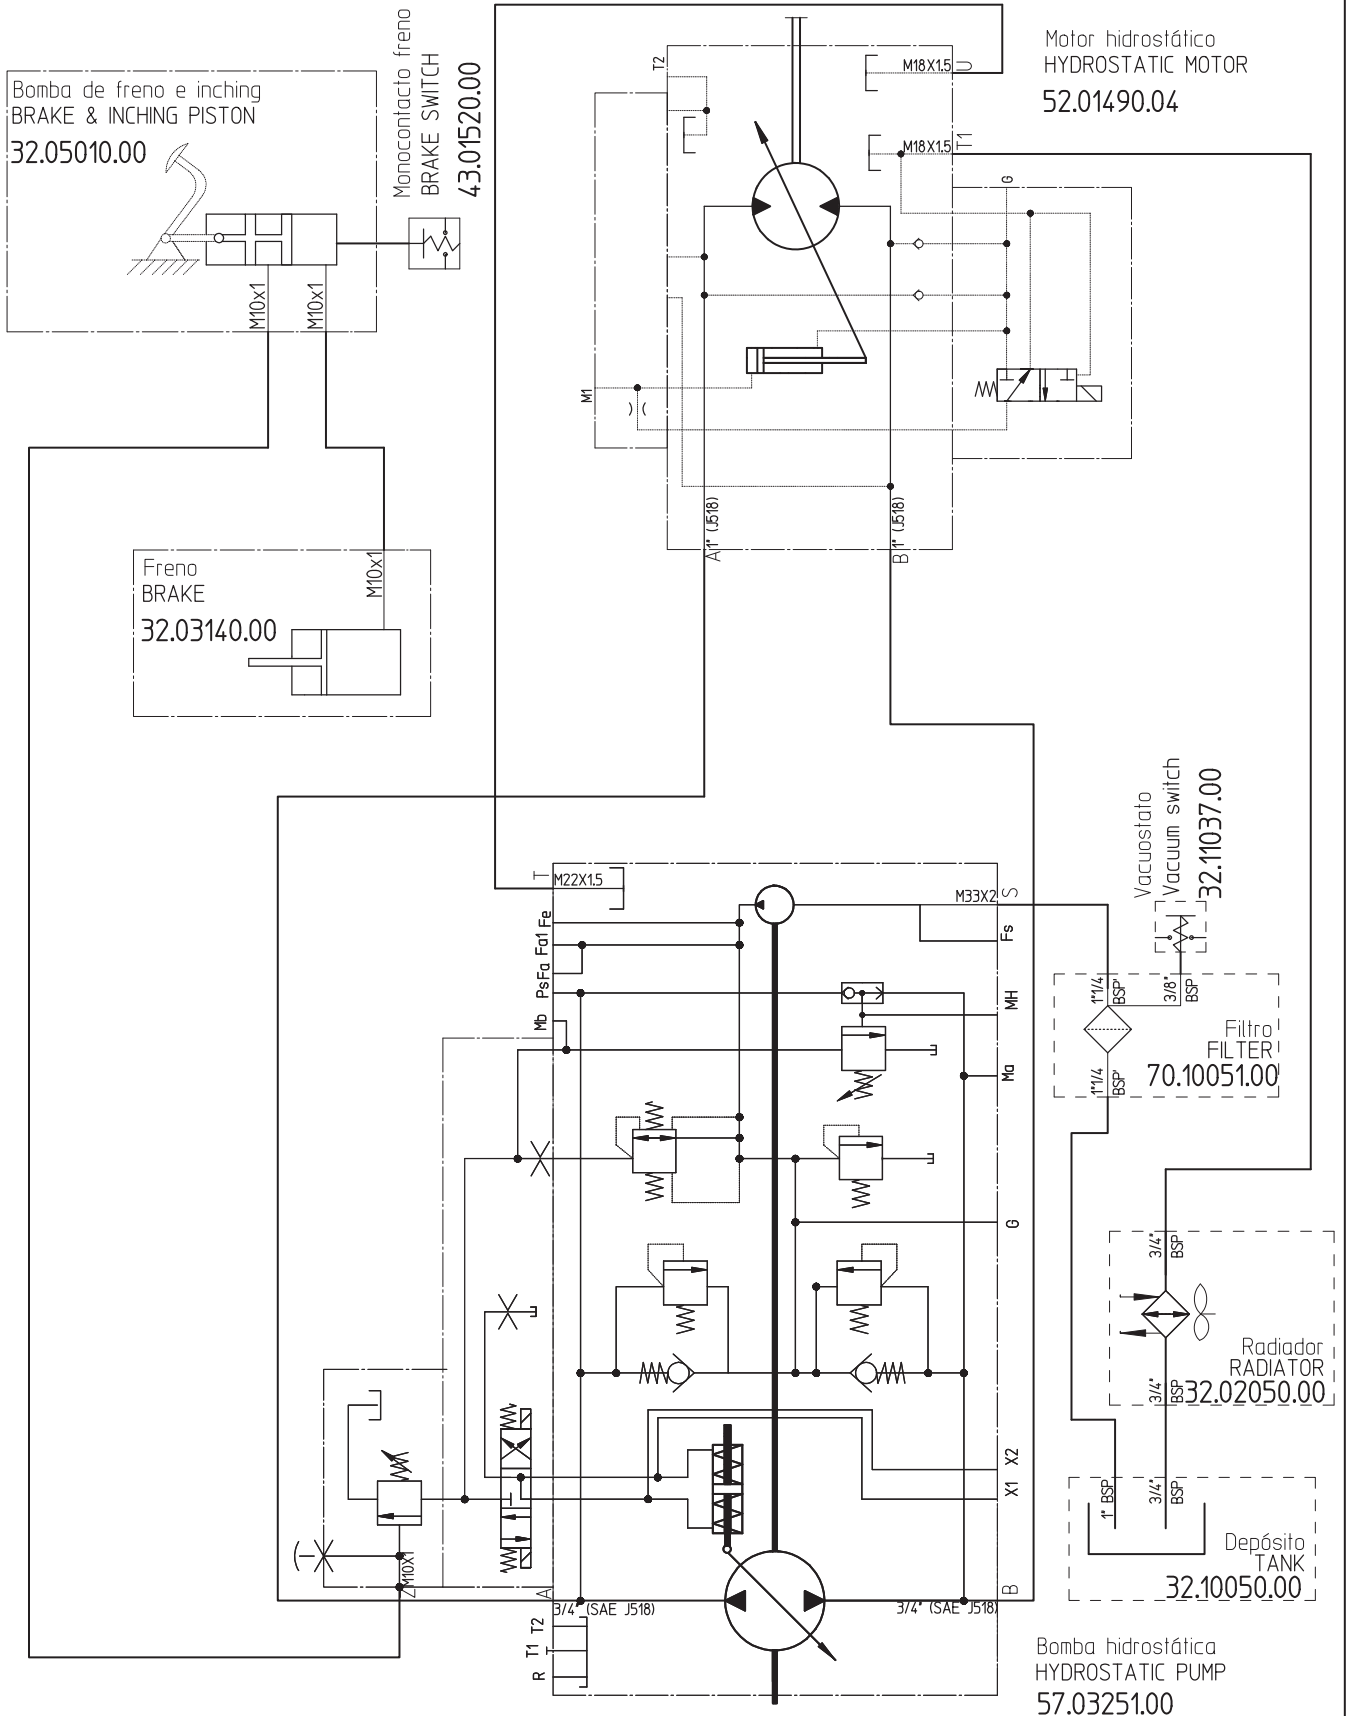 Bomba de freno e inching
BRAKE & INCHING PISTON
32.05010.00
M10x1
M10x1
Monocontacto freno
BRAKE SWITCH
43.01520.00
Motor hidrostático
HYDROSTATIC MOTOR
52.01490.04
T2
M18X1.5
U
M18X1.5
T1
G
M1
A
1" (J518)
B
1" (J518)
Freno
BRAKE
32.03140.00
M10x1
Vacuostato
Vacuum switch
32.11037.00
T
M22X1.5
M33X2
S
Fe
Fa1
Fa
Ps
Mb
Fs
MH
Ma
G
X2
X1
1"1/4
BSP'
3/8"
BSP
Filtro
FILTER
70.10051.00
1"1/4
BSP'
3/4"
BSP
Radiador
RADIATOR
32.02050.00
3/4"
BSP
1" BSP
3/4"
BSP
Depósito
TANK
32.10050.00
Z
M10X1
A
3/4" (SAE J518)
3/4" (SAE J518)
B
T2
T1
R
Bomba hidrostática
HYDROSTATIC PUMP
57.03251.00